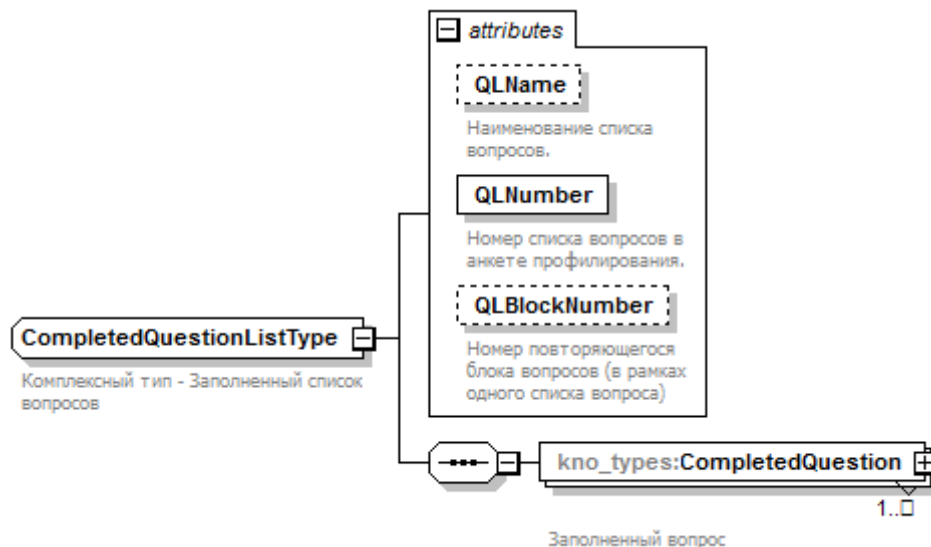 attributes
QLName
Наименование списка
вопросов.
QLNumber
Номер списка вопросов в
анкете профилирования.
QLBlockNumber
Номер повторяющегося
блока вопросов (в рамках
одного списка вопроса)
CompletedQuestionListType
Комплексный тип - Заполненный список
вопросов
kno_types:CompletedQuestion
1..□
Заполненный вопрос